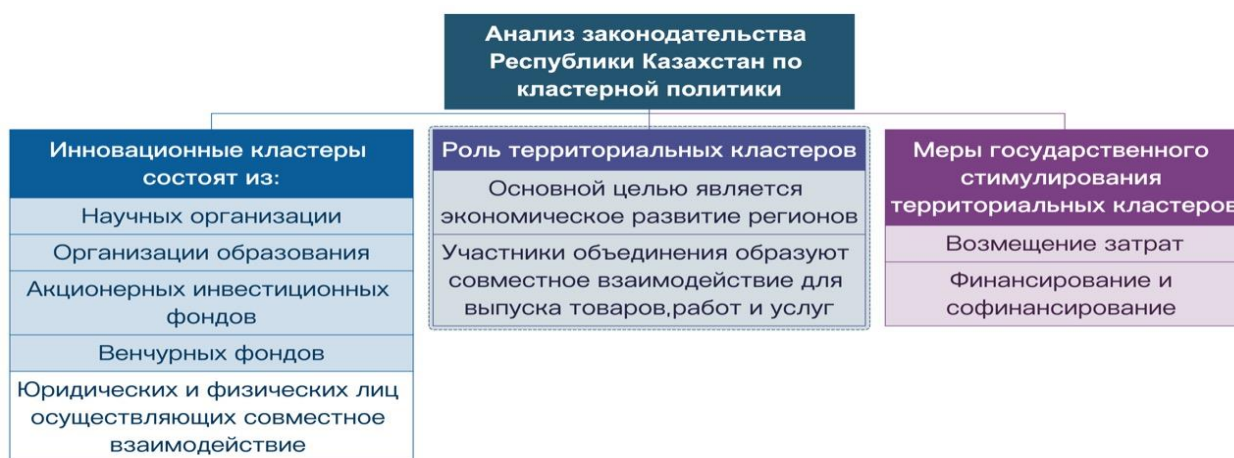 Анализ законодательства
Республики Казахстан по
кластерной политики
Инновационные кластеры
состоят из:
Научных организации
Организации образования
Акционерных инвестиционных
фондов
Венчурных фондов
Юридических и физических лиц
осуществляющих совместное
взаимодействие
Роль территориальных кластеров
Основной целью является
экономическое развитие регионов
Участники объединения образуют
совместное взаимодействие для
выпуска товаров,работ и услуг
Меры государственного
стимулирования
территориальных кластеров
Возмещение затрат
Финансирование и
софинансирование